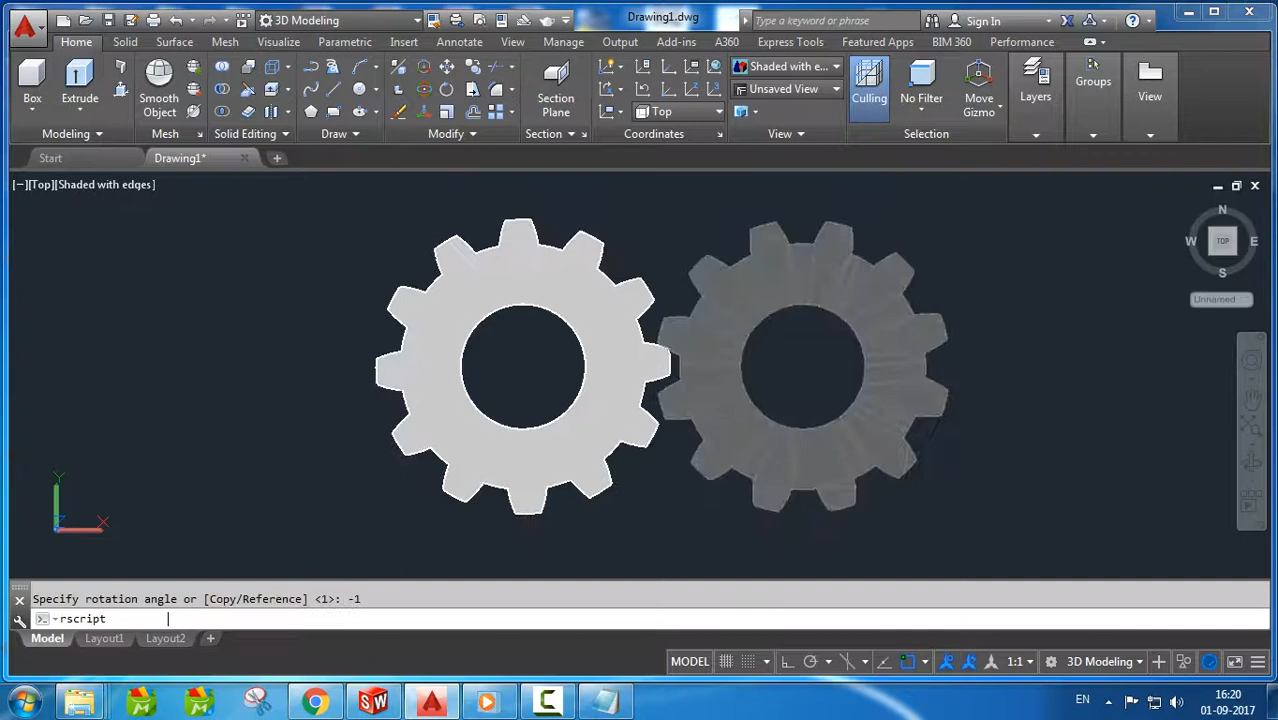 3D Modeling
Drawing1.dwg
Type a keyword or phrase
Sign In
Home Solid Surface Mesh Visualize Parametric Insert Annotate View Manage Output Add-ins A360 Express Tools Featured Apps BIM 360 Performance
Box
Extrude
Smooth
Object
Section
Plane
Shaded with e...
Unsaved View
Top
Culling
No Filter
Move
Gizmo
Layers
Groups
View
Modeling
Mesh
Solid Editing
Draw
Modify
Section
Coordinates
View
Selection
Start
Drawing1*
[−][Top][Shaded with edges]
N
W TOP E
S
Unnamed
Y
Z X
Specify rotation angle or [Copy/Reference] <1>: -1
rscript
Model Layout1 Layout2
MODEL
1:1
3D Modeling
SW
C
EN
16:20
01-09-2017